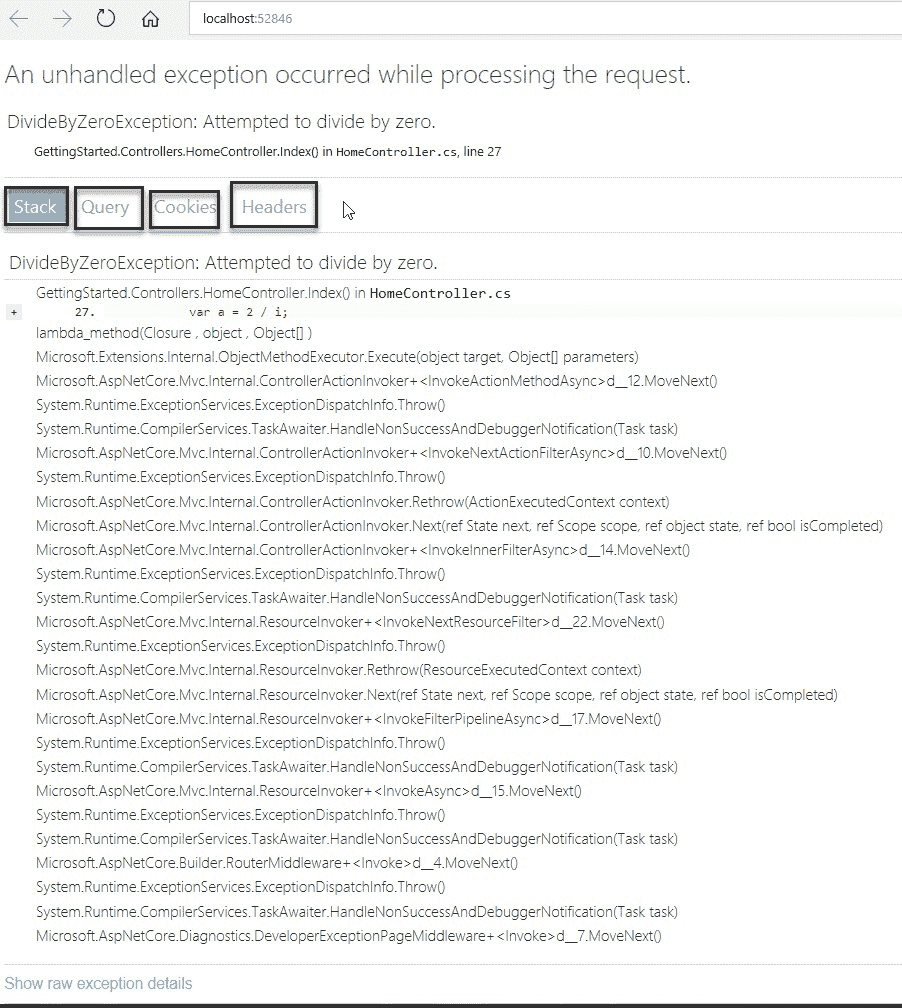 localhost:52846
An unhandled exception occurred while processing the request.
DivideByZeroException: Attempted to divide by zero.
GettingStarted.Controllers.HomeController.Index() in HomeController.cs, line 27
Stack Query Cookies Headers
DivideByZeroException: Attempted to divide by zero.
GettingStarted.Controllers.HomeController.Index() in HomeController.cs
+ 27. var a = 2 / i;
lambda_method(Closure , object , Object[] )
Microsoft.Extensions.Internal.ObjectMethodExecutor.Execute(object target, Object[] parameters)
Microsoft.AspNetCore.Mvc.Internal.ControllerActionInvoker+<InvokeActionMethodAsync>d__12.MoveNext()
System.Runtime.ExceptionServices.ExceptionDispatchInfo.Throw()
System.Runtime.CompilerServices.TaskAwaiter.HandleNonSuccessAndDebuggerNotification(Task task)
Microsoft.AspNetCore.Mvc.Internal.ControllerActionInvoker+<InvokeNextActionFilterAsync>d__10.MoveNext()
System.Runtime.ExceptionServices.ExceptionDispatchInfo.Throw()
Microsoft.AspNetCore.Mvc.Internal.ControllerActionInvoker.Rethrow(ActionExecutedContext context)
Microsoft.AspNetCore.Mvc.Internal.ControllerActionInvoker.Next(ref State next, ref Scope scope, ref object state, ref bool isCompleted)
Microsoft.AspNetCore.Mvc.Internal.ControllerActionInvoker+<InvokeInnerFilterAsync>d__14.MoveNext()
System.Runtime.ExceptionServices.ExceptionDispatchInfo.Throw()
System.Runtime.CompilerServices.TaskAwaiter.HandleNonSuccessAndDebuggerNotification(Task task)
Microsoft.AspNetCore.Mvc.Internal.ResourceInvoker+<InvokeNextResourceFilter>d__22.MoveNext()
System.Runtime.ExceptionServices.ExceptionDispatchInfo.Throw()
Microsoft.AspNetCore.Mvc.Internal.ResourceInvoker.Rethrow(ResourceExecutedContext context)
Microsoft.AspNetCore.Mvc.Internal.ResourceInvoker.Next(ref State next, ref Scope scope, ref object state, ref bool isCompleted)
Microsoft.AspNetCore.Mvc.Internal.ResourceInvoker+<InvokeFilterPipelineAsync>d__17.MoveNext()
System.Runtime.ExceptionServices.ExceptionDispatchInfo.Throw()
System.Runtime.CompilerServices.TaskAwaiter.HandleNonSuccessAndDebuggerNotification(Task task)
Microsoft.AspNetCore.Mvc.Internal.ResourceInvoker+<InvokeAsync>d__15.MoveNext()
System.Runtime.ExceptionServices.ExceptionDispatchInfo.Throw()
System.Runtime.CompilerServices.TaskAwaiter.HandleNonSuccessAndDebuggerNotification(Task task)
Microsoft.AspNetCore.Builder.RouterMiddleware+<Invoke>d__4.MoveNext()
System.Runtime.ExceptionServices.ExceptionDispatchInfo.Throw()
System.Runtime.CompilerServices.TaskAwaiter.HandleNonSuccessAndDebuggerNotification(Task task)
Microsoft.AspNetCore.Diagnostics.DeveloperExceptionPageMiddleware+<Invoke>d__7.MoveNext()
Show raw exception details